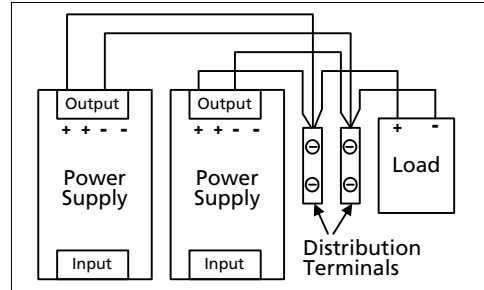 Output
+ + - -
Power
Supply
Input
Output
+ + - -
Power
Supply
Input
+ -
Load
Distribution
Terminals